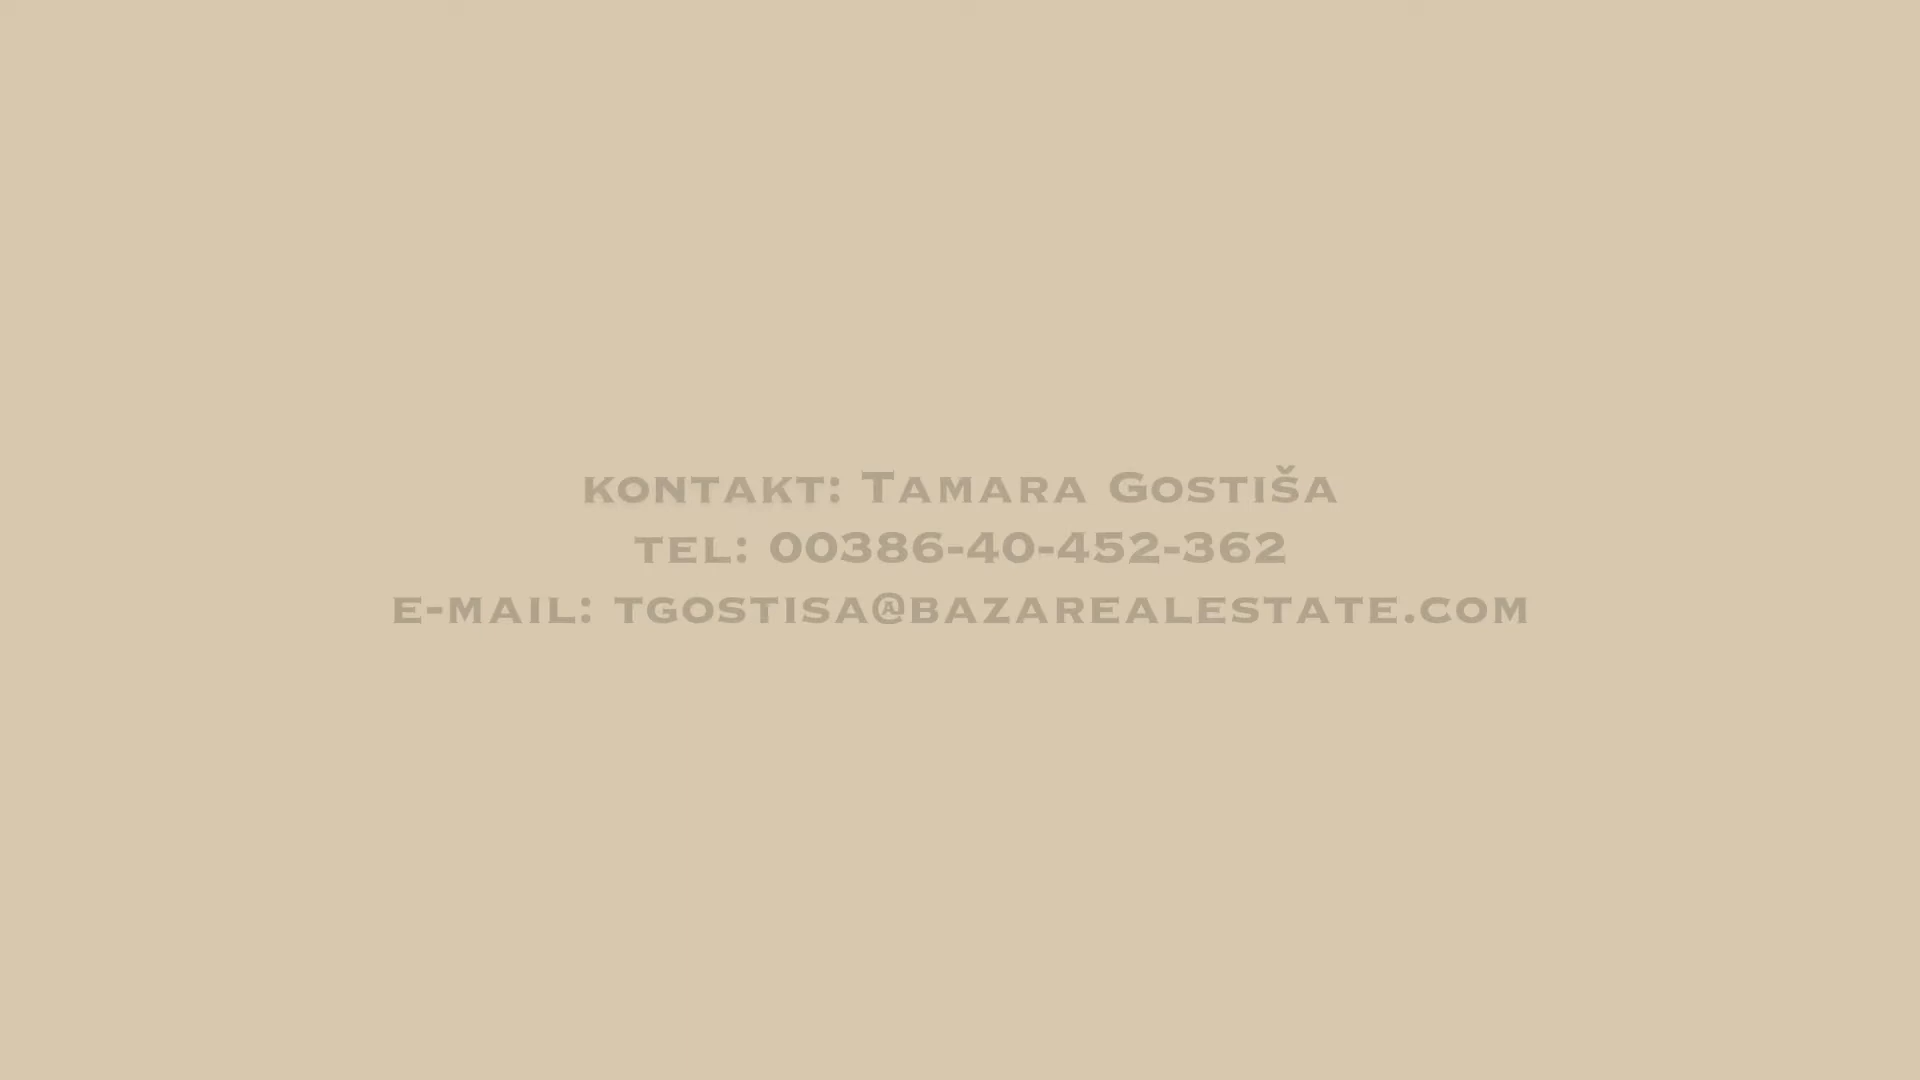 kontakt: Tamara Gostiša
tel: 00386-40-452-362
e-mail: tgostisa@bazarealestate.com